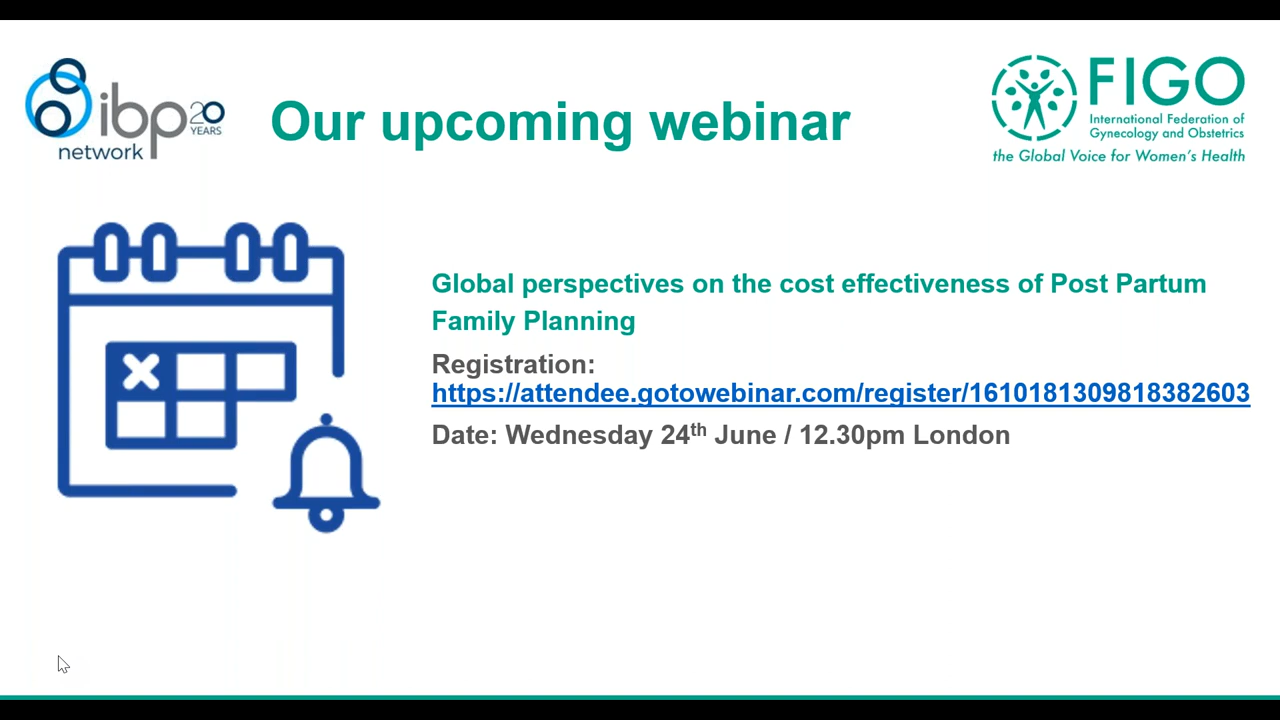 ibp
20
YEARS
network
Our upcoming webinar
FIGO
International Federation of
Gynecology and Obstetrics
the Global Voice for Women's Health
Global perspectives on the cost effectiveness of Post Partum
Family Planning
Registration:
https://attendee.gotowebinar.com/register/1610181309818382603
Date: Wednesday 24th June / 12.30pm London